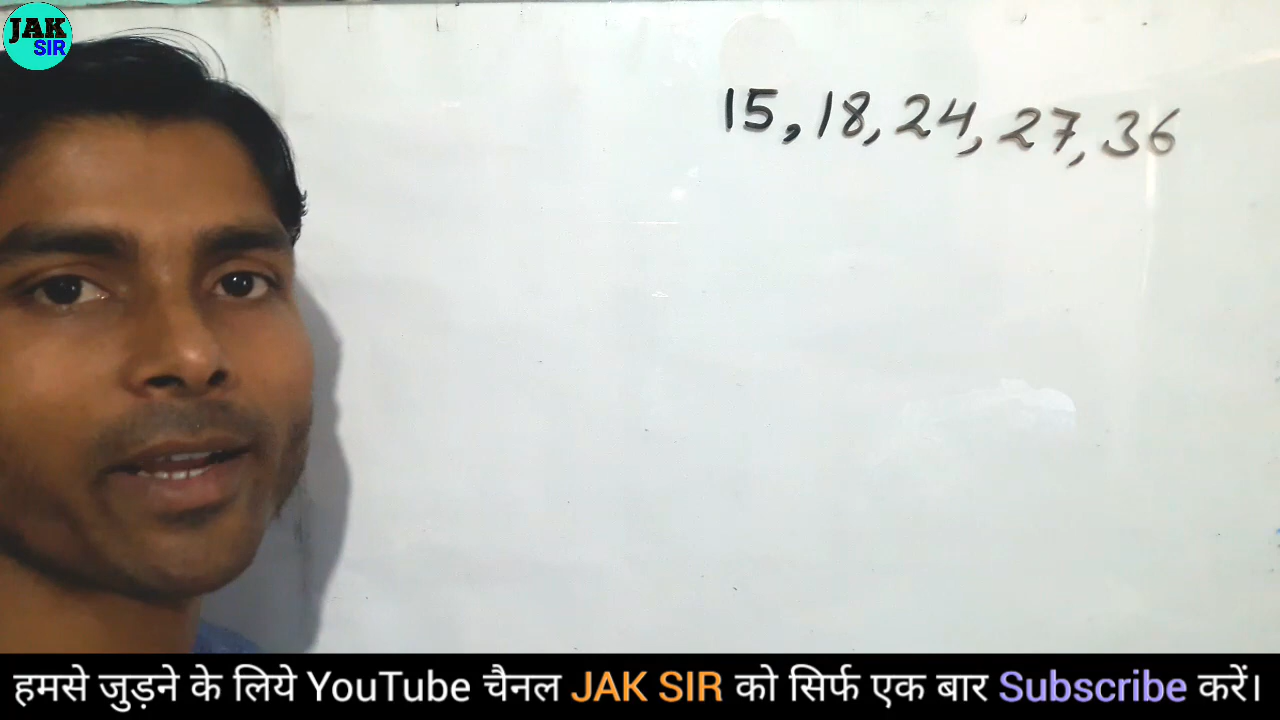 JAK
SIR
15, 18, 24, 27, 36
हमसे जुड़ने के लिये YouTube चैनल JAK SIR को सिर्फ एक बार Subscribe करें।